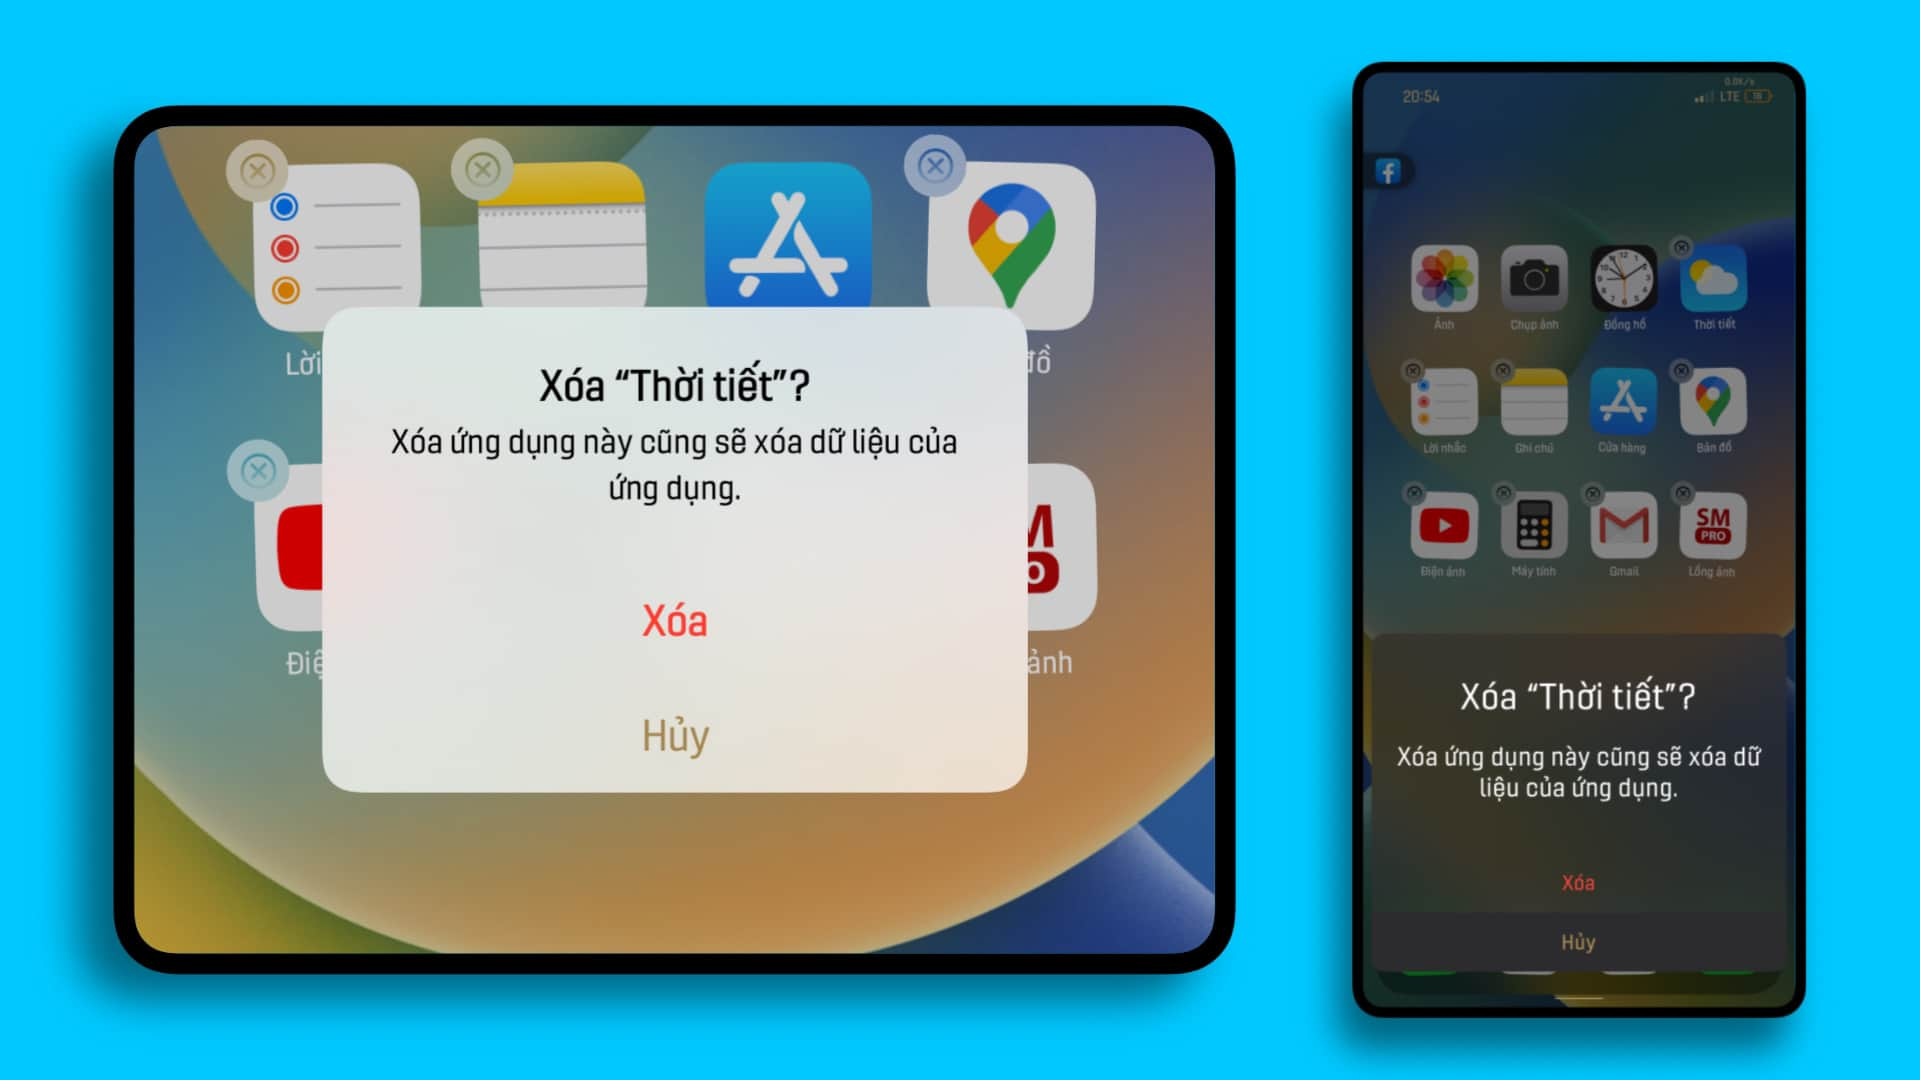 Lời
đồ
Xóa “Thời tiết”?
Xóa ứng dụng này cũng sẽ xóa dữ liệu của
ứng dụng.
Xóa
Hủy
Điệ
M
O
ảnh
20:54
0.0K/s
LTE 18
Ảnh
Chụp ảnh
Đồng hồ
Thời tiết
Lời nhắc
Ghi chú
Cửa hàng
Bản đồ
SM
PRO
Điện ảnh
Máy tính
Gmail
Lồng ảnh
Xóa “Thời tiết”?
Xóa ứng dụng này cũng sẽ xóa dữ
liệu của ứng dụng.
Xóa
Hủy